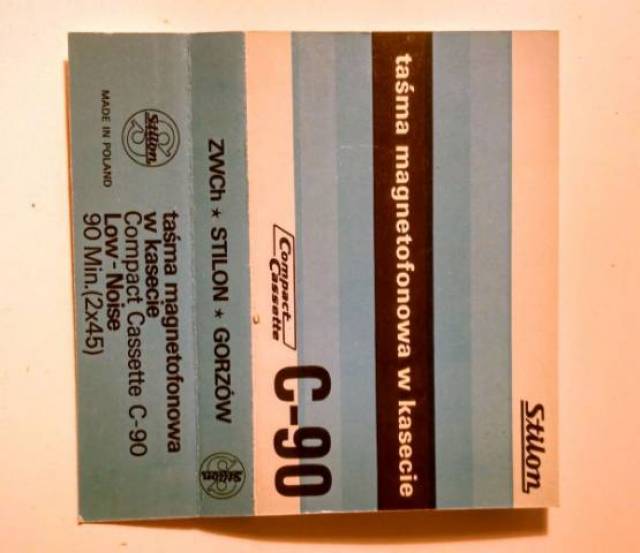 Stilon
taśma magnetofonowa w kasecie
Compact
Cassette
C-90
ZWCh ★ STILON ★ GORZÓW
Stilon
Stilon
MADE IN POLAND
taśma magnetofonowa
w kasecie
Compact Cassette C-90
Low-Noise
90 Min.(2x45)